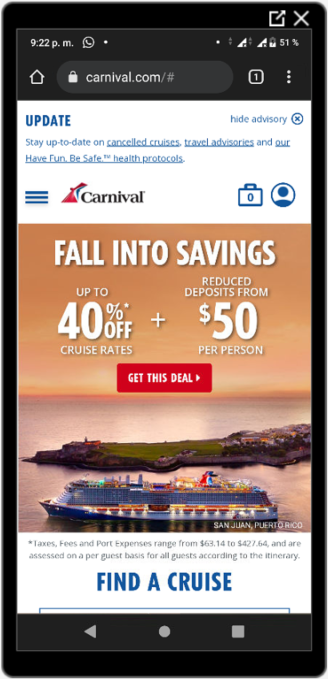 9:22 p. m.
51 %
carnival.com/#
1
UPDATE
hide advisory
Stay up-to-date on cancelled cruises, travel advisories and our
Have Fun. Be Safe.™ health protocols.
Carnival
0
FALL INTO SAVINGS
UP TO
40%* OFF
CRUISE RATES
+
REDUCED
DEPOSITS FROM
$50
PER PERSON
GET THIS DEAL
SAN JUAN, PUERTO RICO
*Taxes, Fees and Port Expenses range from $63.14 to $427.64, and are
assessed on a per guest basis for all guests according to the itinerary.
FIND A CRUISE